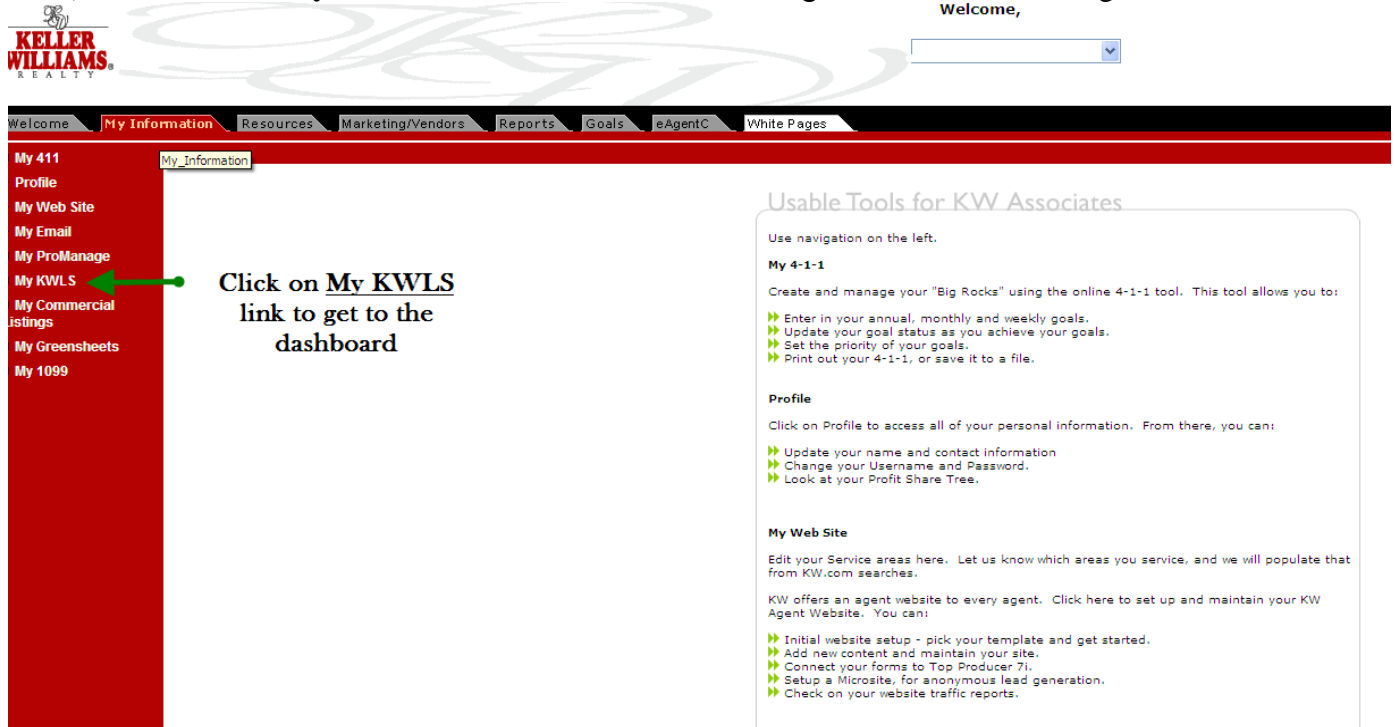 Welcome,
KELLER
WILLIAMS®
REALTY
Welcome My Information Resources Marketing/Vendors Reports Goals eAgentC White Pages
My_Information
My 411
Profile
My Web Site
My Email
My ProManage
My KWLS
My Commercial
istings
My Greensheets
My 1099
Click on My KWLS
link to get to the
dashboard
Usable Tools for KW Associates
Use navigation on the left.
My 4-1-1
Create and manage your "Big Rocks" using the online 4-1-1 tool. This tool allows you to:
Enter in your annual, monthly and weekly goals.
Update your goal status as you achieve your goals.
Set the priority of your goals.
Print out your 4-1-1, or save it to a file.
Profile
Click on Profile to access all of your personal information. From there, you can:
Update your name and contact information
Change your Username and Password.
Look at your Profit Share Tree.
My Web Site
Edit your Service areas here. Let us know which areas you service, and we will populate that
from KW.com searches.
KW offers an agent website to every agent. Click here to set up and maintain your KW
Agent Website. You can:
Initial website setup - pick your template and get started.
Add new content and maintain your site.
Connect your forms to Top Producer 7i.
Setup a Microsite, for anonymous lead generation.
Check on your website traffic reports.